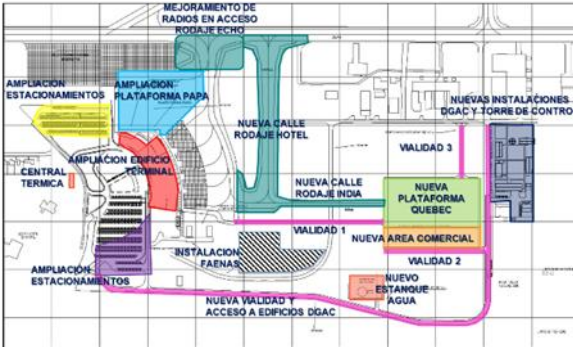 MEJORAMIENTO DE
RADIOS EN ACCESO
RODAJE ECHO
AMPLIACION
ESTACIONAMIENTOS
AMPLIACION
PLATAFORMA PAPA
NUEVAS INSTALACIONES
DGAC Y TORRE DE CONTRO
NUEVA CALLE
RODAJE HOTEL
VIALIDAD 3
AMPLIACION EDIFICIO
TERMINAL
CENTRAL
TERMICA
NUEVA CALLE
RODAJE INDIA
NUEVA
PLATAFORMA
QUEBEC
VIALIDAD 1
NUEVA AREA COMERCIAL
INSTALACION
FAENAS
VIALIDAD 2
AMPLIACION
ESTACIONAMIENTOS
NUEVO
ESTANQUE
AGUA
NUEVA VIALIDAD Y
ACCESO A EDIFICIOS DGAC